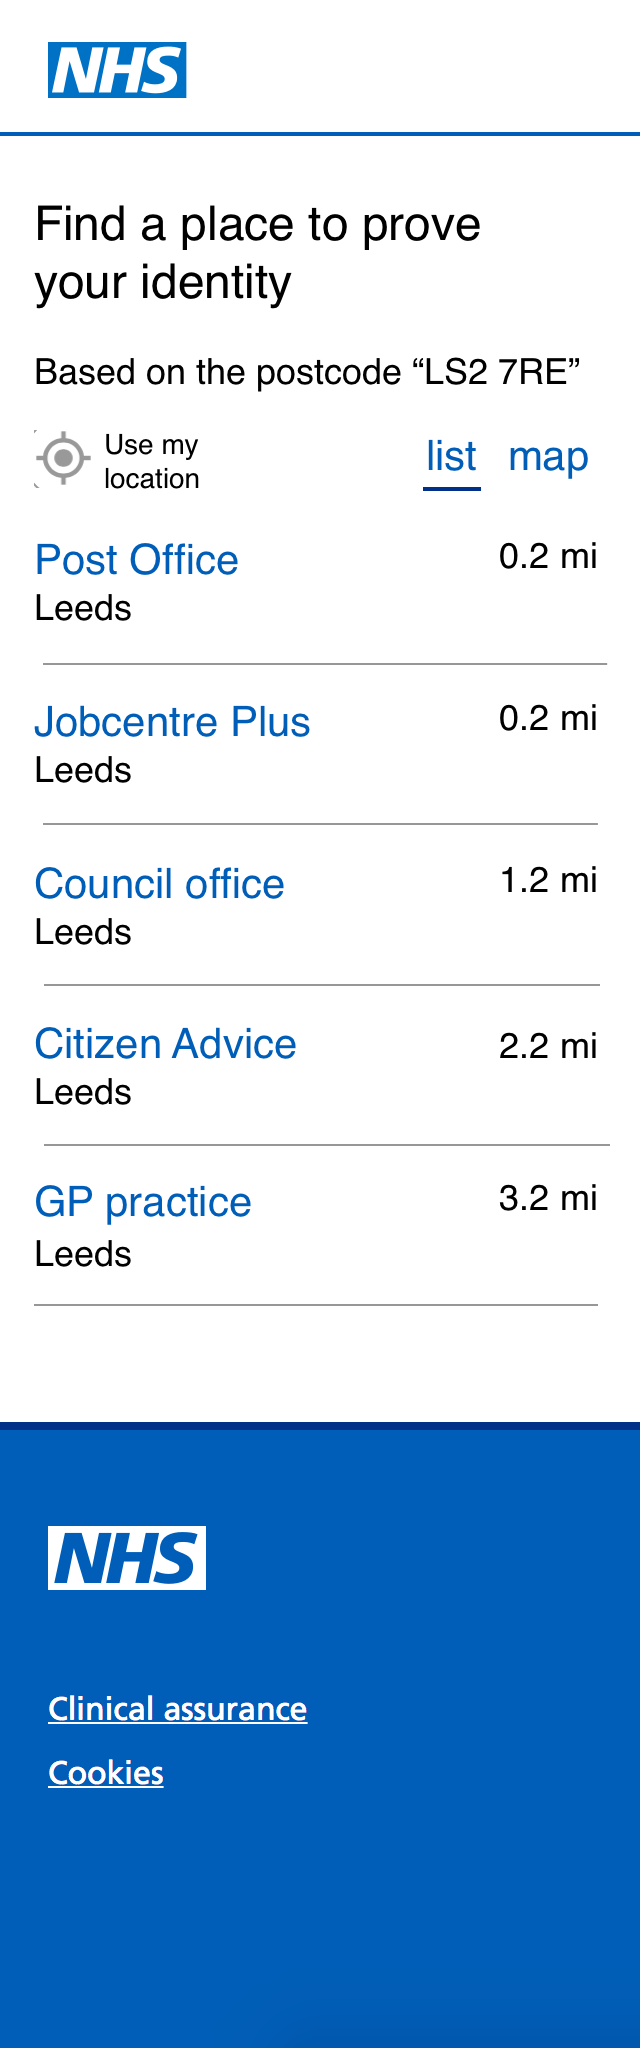 NHS
Find a place to prove
your identity
Based on the postcode “LS2 7RE”
Use my
location
list map
Post Office 0.2 mi
Leeds
Jobcentre Plus 0.2 mi
Leeds
Council office 1.2 mi
Leeds
Citizen Advice 2.2 mi
Leeds
GP practice 3.2 mi
Leeds
NHS
Clinical assurance
Cookies